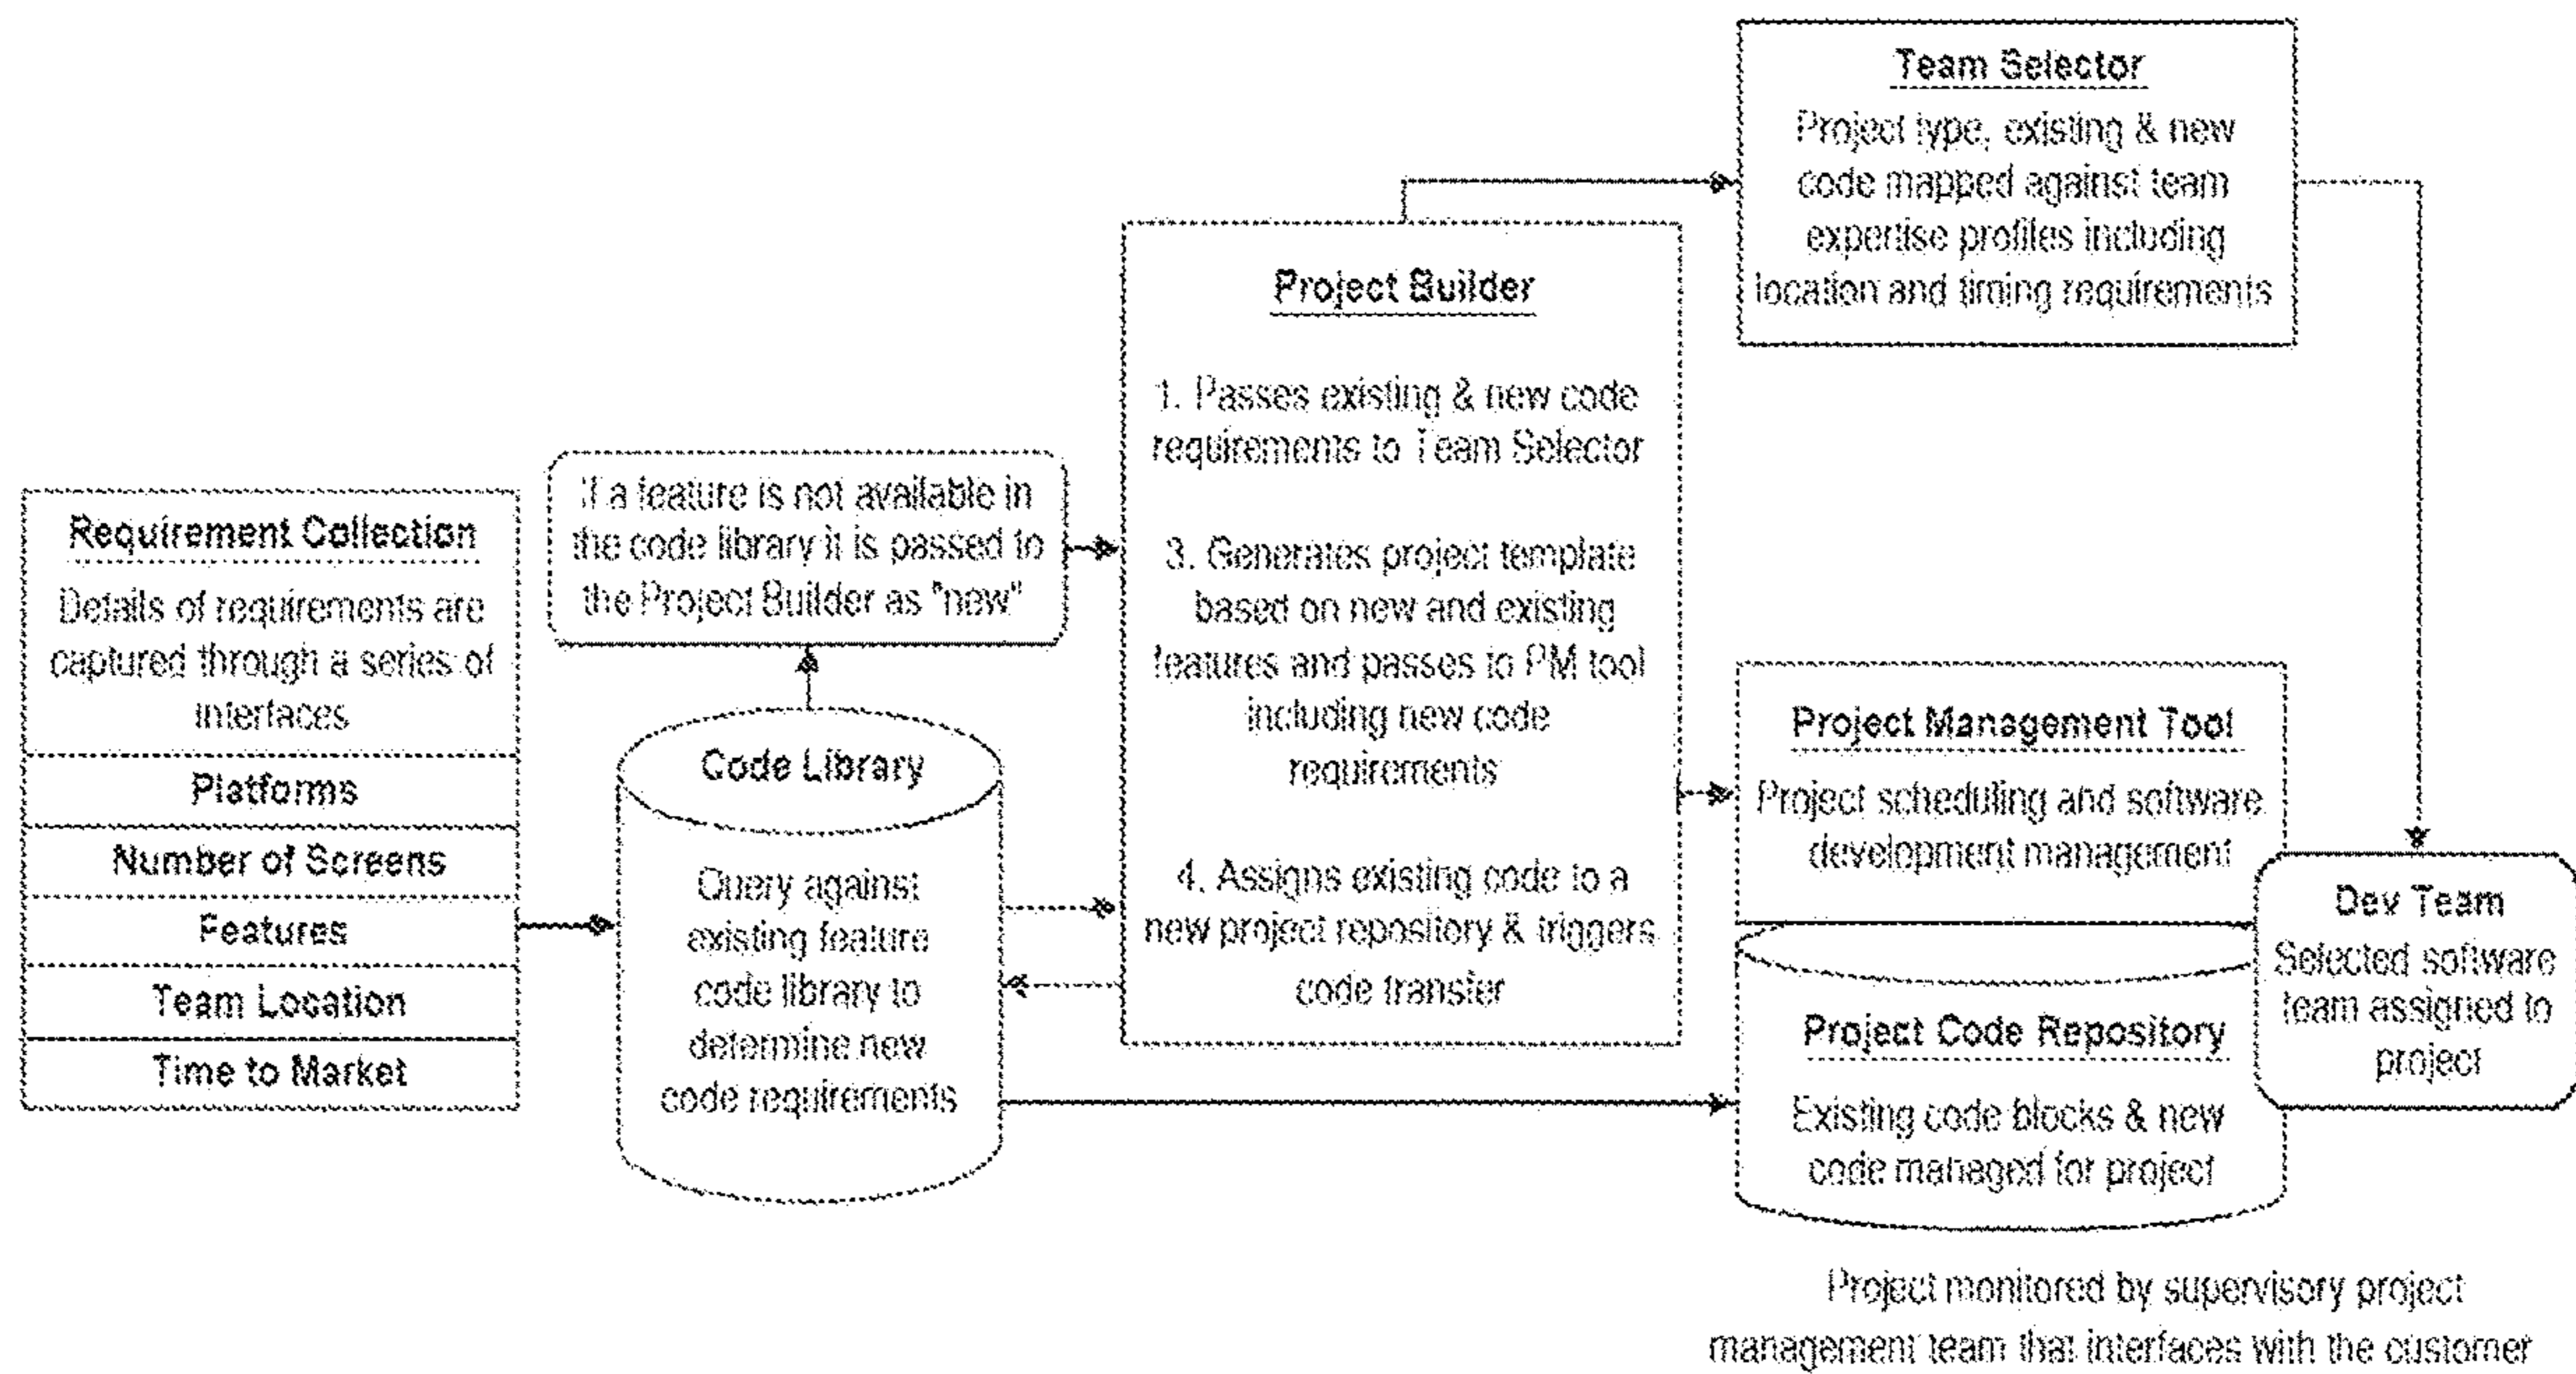 Requirement Collection
Details of requirements are
captured through a series of
interfaces
Platforms
Number of Screens
Features
Team Location
Time to Market
If a feature is not available in
the code library it is passed to
the Project Builder as "new"
Code Library
Query against
existing feature
code library to
determine new
code requirements
Project Builder
1. Passes existing & new code
requirements to Team Selector
3. Generates project template
based on new and existing
features and passes to PM tool
including new code
requirements
4. Assigns existing code to a
new project repository & triggers
code transfer
Team Selector
Project type, existing & new
code mapped against team
expertise profiles including
location and timing requirements
Project Management Tool
Project scheduling and software
development management
Dev Team
Selected software
team assigned to
project
Project Code Repository
Existing code blocks & new
code managed for project
Project monitored by supervisory project
management team that interfaces with the customer